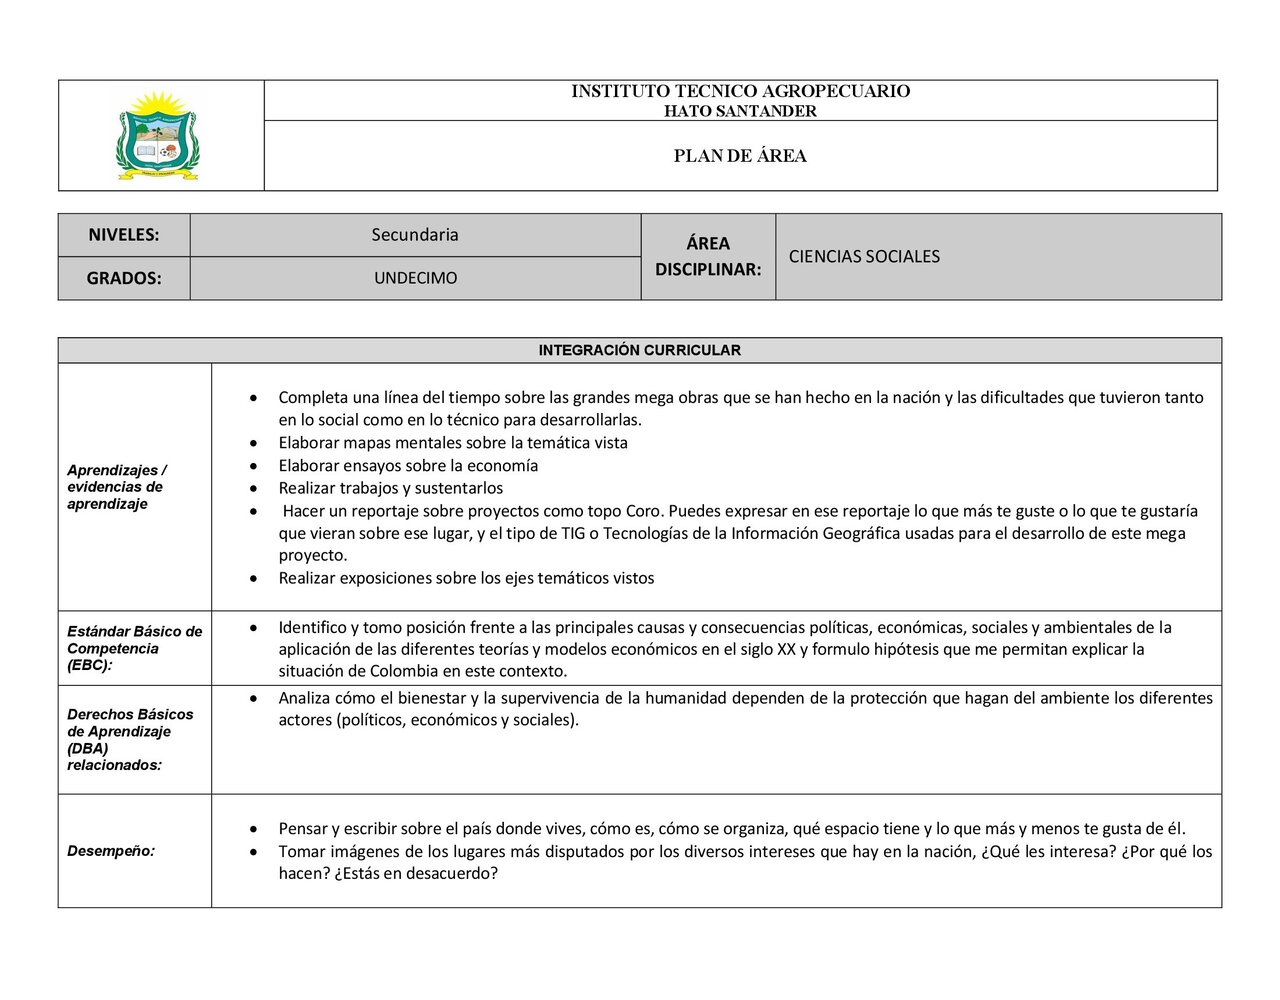 INSTITUTO TECNICO AGROPECUARIO
HATO SANTANDER
PLAN DE ÁREA
NIVELES:
Secundaria
ÁREA
DISCIPLINAR:
CIENCIAS SOCIALES
GRADOS:
UNDECIMO
INTEGRACIÓN CURRICULAR
Aprendizajes /
evidencias de
aprendizaje
• Completa una línea del tiempo sobre las grandes mega obras que se han hecho en la nación y las dificultades que tuvieron tanto
en lo social como en lo técnico para desarrollarlas.
• Elaborar mapas mentales sobre la temática vista
• Elaborar ensayos sobre la economía
• Realizar trabajos y sustentarlos
• Hacer un reportaje sobre proyectos como topo Coro. Puedes expresar en ese reportaje lo que más te guste o lo que te gustaría
que vieran sobre ese lugar, y el tipo de TIG o Tecnologías de la Información Geográfica usadas para el desarrollo de este mega
proyecto.
• Realizar exposiciones sobre los ejes temáticos vistos
Estándar Básico de
Competencia
(EBC):
• Identifico y tomo posición frente a las principales causas y consecuencias políticas, económicas, sociales y ambientales de la
aplicación de las diferentes teorías y modelos económicos en el siglo XX y formulo hipótesis que me permitan explicar la
situación de Colombia en este contexto.
Derechos Básicos
de Aprendizaje
(DBA)
relacionados:
• Analiza cómo el bienestar y la supervivencia de la humanidad dependen de la protección que hagan del ambiente los diferentes
actores (políticos, económicos y sociales).
Desempeño:
• Pensar y escribir sobre el país donde vives, cómo es, cómo se organiza, qué espacio tiene y lo que más y menos te gusta de él.
• Tomar imágenes de los lugares más disputados por los diversos intereses que hay en la nación, ¿Qué les interesa? ¿Por qué los
hacen? ¿Estás en desacuerdo?